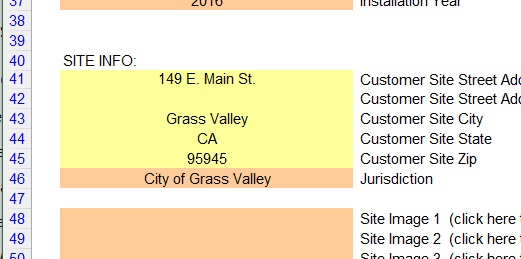 37 2016 Installation Year
38
39
40 SITE INFO:
41 149 E. Main St. Customer Site Street
42 Customer Site Street
43 Grass Valley Customer Site City
44 CA Customer Site State
45 95945 Customer Site Zip
46 City of Grass Valley Jurisdiction
47
48 Site Image 1 (click here
49 Site Image 2 (click here
50 Site Image 3 (click here